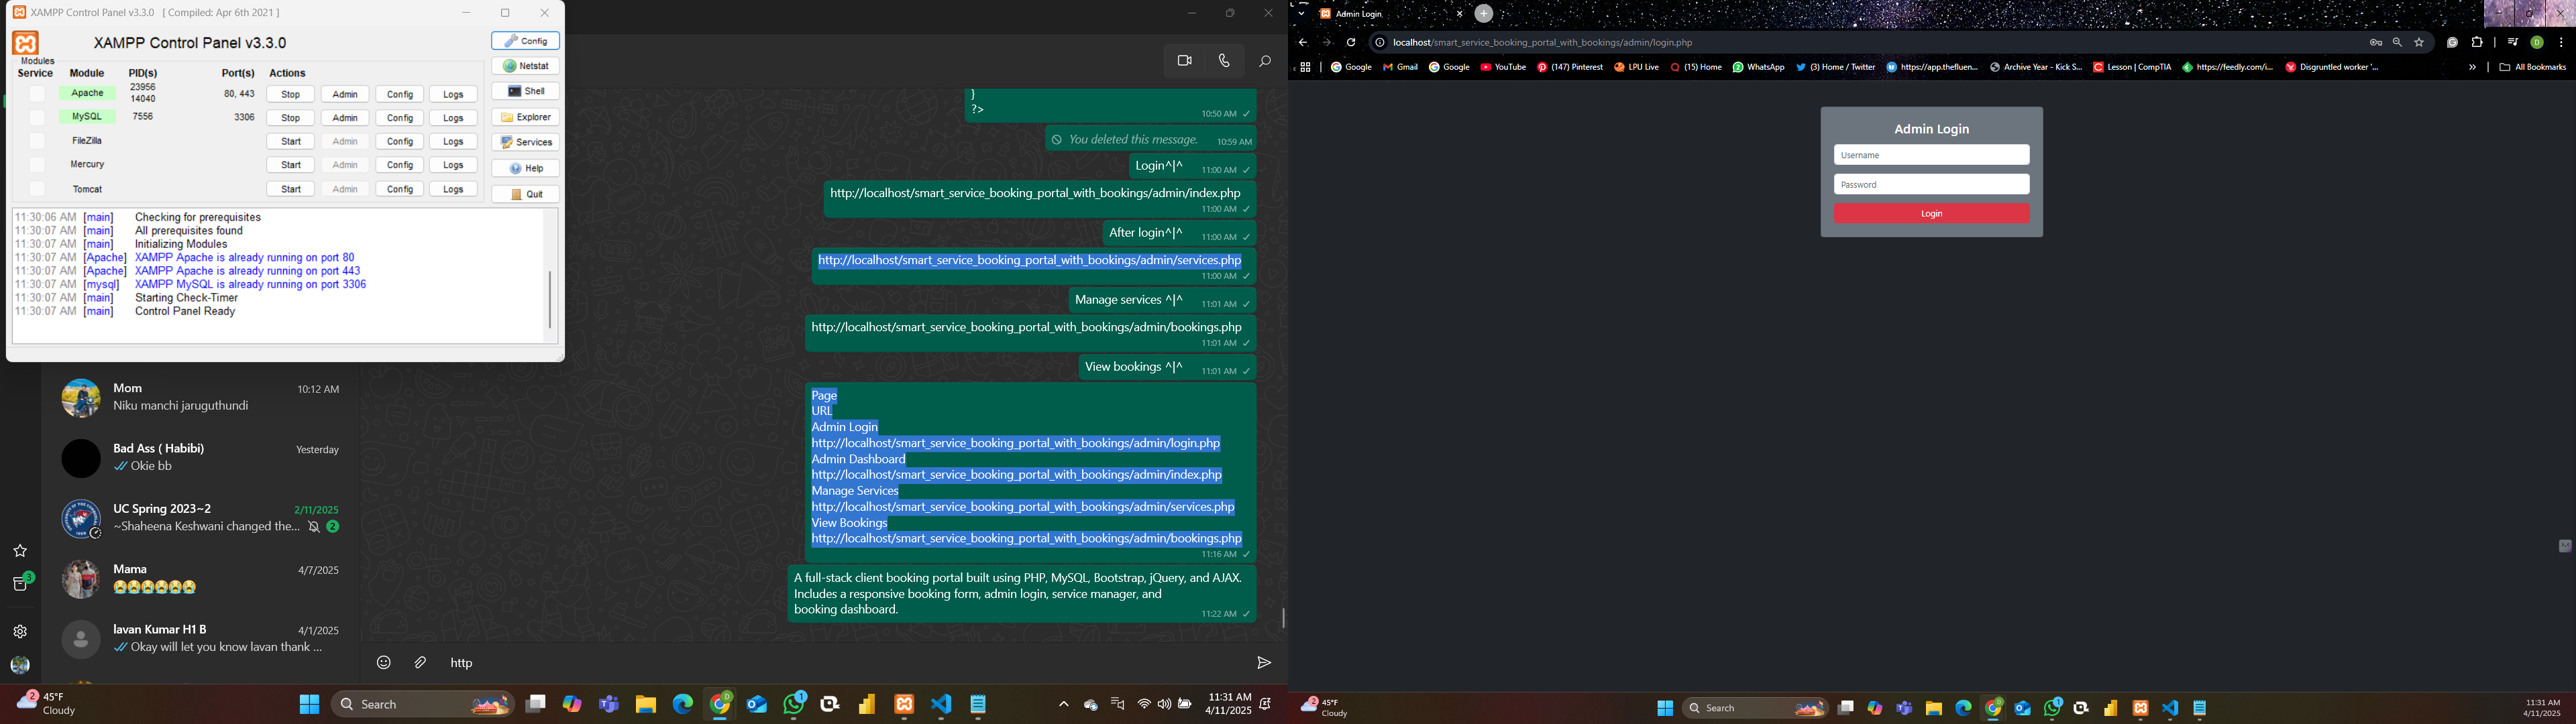 XAMPP Control Panel v3.3.0 [ Compiled: Apr 6th 2021 ]
XAMPP Control Panel v3.3.0
Config
Modules
Service Module PID(s) Port(s) Actions
Netstat
Apache 23956 14040 80, 443 Stop Admin Config Logs
Shell
MySQL 7556 3306 Stop Admin Config Logs
Explorer
FileZilla Start Admin Config Logs
Services
Mercury Start Admin Config Logs
Help
Tomcat Start Admin Config Logs
Quit
11:30:06 AM [main] Checking for prerequisites
11:30:07 AM [main] All prerequisites found
11:30:07 AM [main] Initializing Modules
11:30:07 AM [Apache] XAMPP Apache is already running on port 80
11:30:07 AM [Apache] XAMPP Apache is already running on port 443
11:30:07 AM [mysql] XAMPP MySQL is already running on port 3306
11:30:07 AM [main] Starting Check-Timer
11:30:07 AM [main] Control Panel Ready
Mom 10:12 AM
Niku manchi jaruguthundi
Bad Ass ( Habibi) Yesterday
Okie bb
UC Spring 2023~2 2/11/2025
~Shaheena Keshwani changed the... 2
Mama 4/7/2025
😭😭😭😭😭😭
lavan Kumar H1 B 4/1/2025
Okay will let you know lavan thank ...
3
}
?>
10:50 AM
You deleted this message. 10:59 AM
Login^|^ 11:00 AM
http://localhost/smart_service_booking_portal_with_bookings/admin/index.php
11:00 AM
After login^|^ 11:00 AM
http://localhost/smart_service_booking_portal_with_bookings/admin/services.php
11:00 AM
Manage services ^|^ 11:01 AM
http://localhost/smart_service_booking_portal_with_bookings/admin/bookings.php
11:01 AM
View bookings ^|^ 11:01 AM
Page
URL
Admin Login
http://localhost/smart_service_booking_portal_with_bookings/admin/login.php
Admin Dashboard
http://localhost/smart_service_booking_portal_with_bookings/admin/index.php
Manage Services
http://localhost/smart_service_booking_portal_with_bookings/admin/services.php
View Bookings
http://localhost/smart_service_booking_portal_with_bookings/admin/bookings.php
11:16 AM
A full-stack client booking portal built using PHP, MySQL, Bootstrap, jQuery, and AJAX.
Includes a responsive booking form, admin login, service manager, and
booking dashboard.
11:22 AM
http
2 45°F
Cloudy
Search
1
11:31 AM
4/11/2025
Admin Login
localhost/smart_service_booking_portal_with_bookings/admin/login.php
D
Google Gmail Google YouTube (147) Pinterest LPU Live (15) Home WhatsApp (3) Home / Twitter https://app.thefluen... Archive Year - Kick S... Lesson | CompTIA https://feedly.com/i... Disgruntled worker '... » All Bookmarks
Admin Login
Username
Password
Login
2 45°F
Cloudy
Search
11:31 AM
4/11/2025